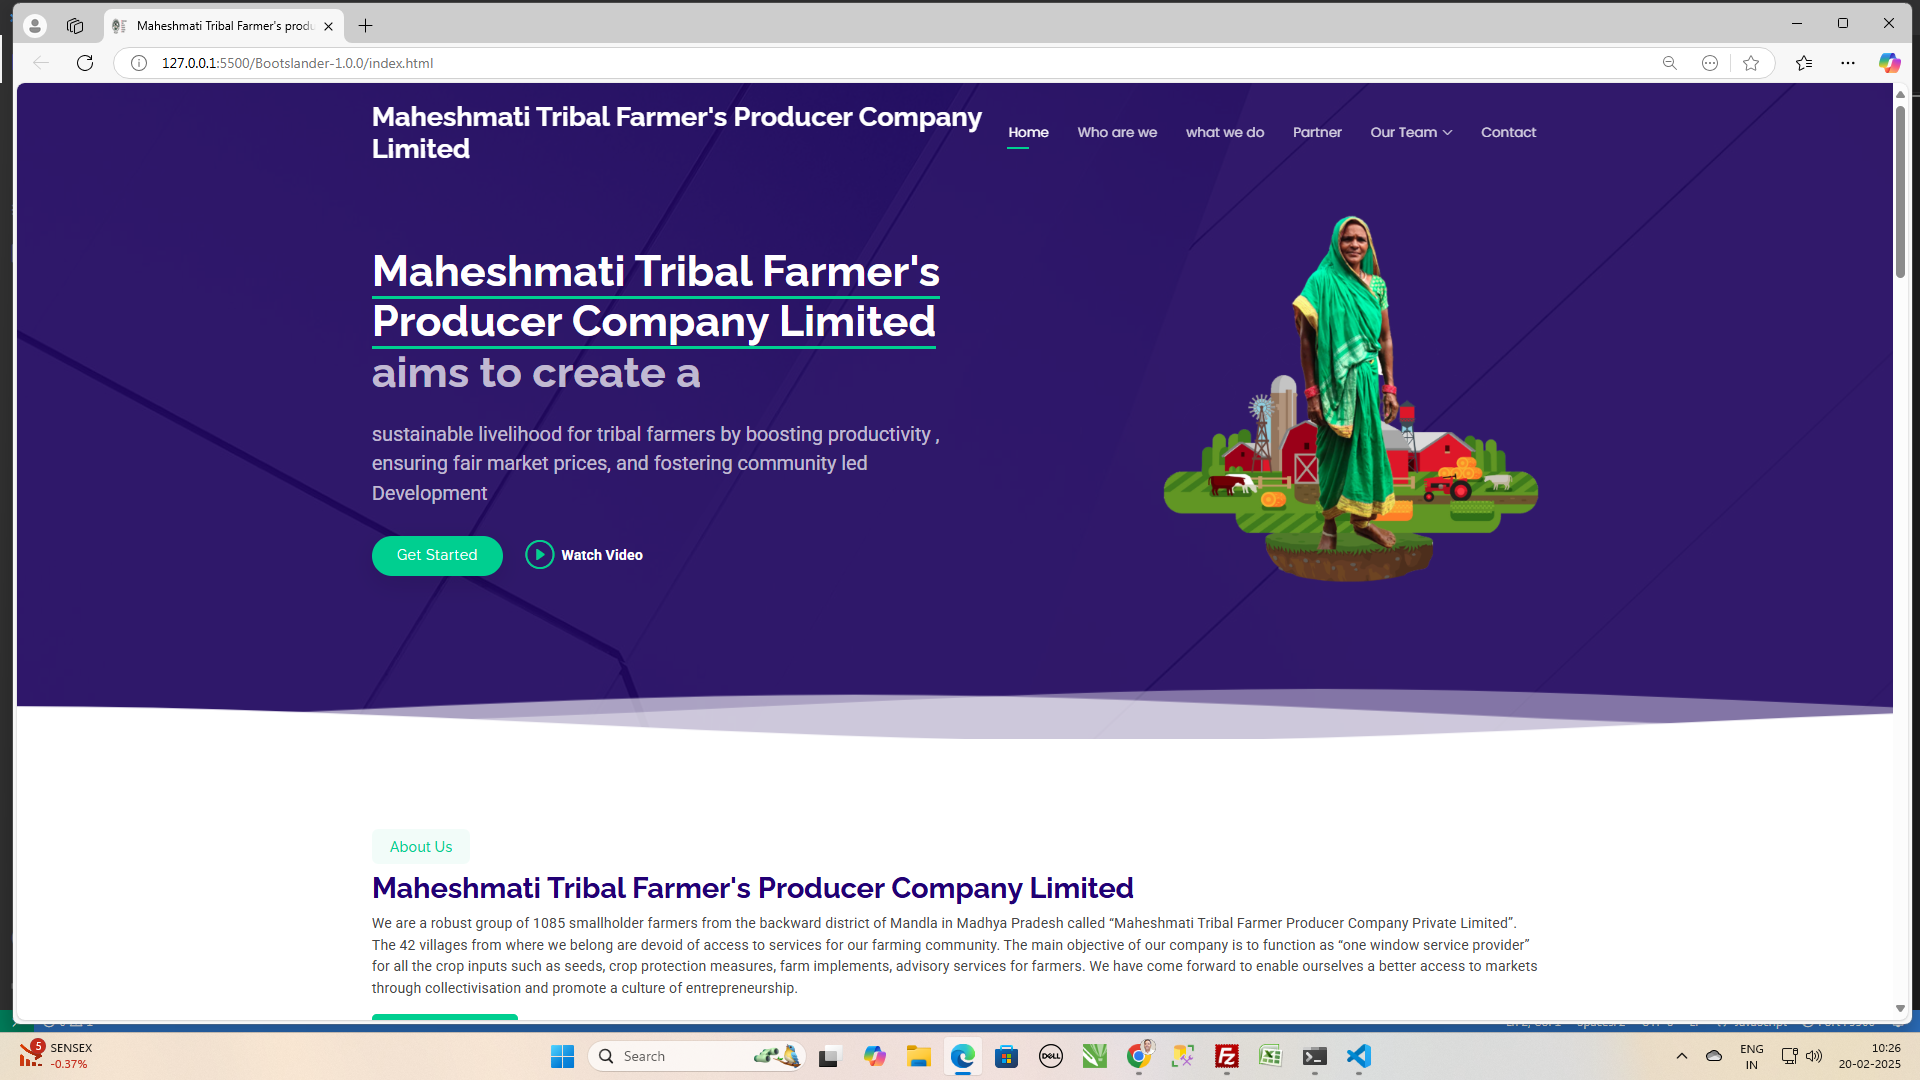 Maheshmati Tribal Farmer's produ
127.0.0.1:5500/Bootslander-1.0.0/index.html
Maheshmati Tribal Farmer's Producer Company
Limited
Home Who are we what we do Partner Our Team Contact
Maheshmati Tribal Farmer's
Producer Company Limited
aims to create a
sustainable livelihood for tribal farmers by boosting productivity ,
ensuring fair market prices, and fostering community led
Development
Get Started Watch Video
About Us
Maheshmati Tribal Farmer's Producer Company Limited
We are a robust group of 1085 smallholder farmers from the backward district of Mandla in Madhya Pradesh called “Maheshmati Tribal Farmer Producer Company Private Limited”.
The 42 villages from where we belong are devoid of access to services for our farming community. The main objective of our company is to function as “one window service provider”
for all the crop inputs such as seeds, crop protection measures, farm implements, advisory services for farmers. We have come forward to enable ourselves a better access to markets
through collectivisation and promote a culture of entrepreneurship.
5 SENSEX
-0.37%
Search
DELL
ENG
IN
10:26
20-02-2025